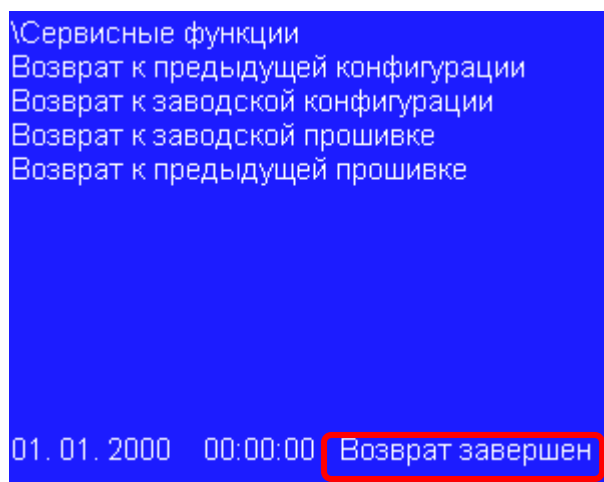 \Сервисные функции
Возврат к предыдущей конфигурации
Возврат к заводской конфигурации
Возврат к заводской прошивке
Возврат к предыдущей прошивке
01. 01. 2000 00:00:00 Возврат завершен